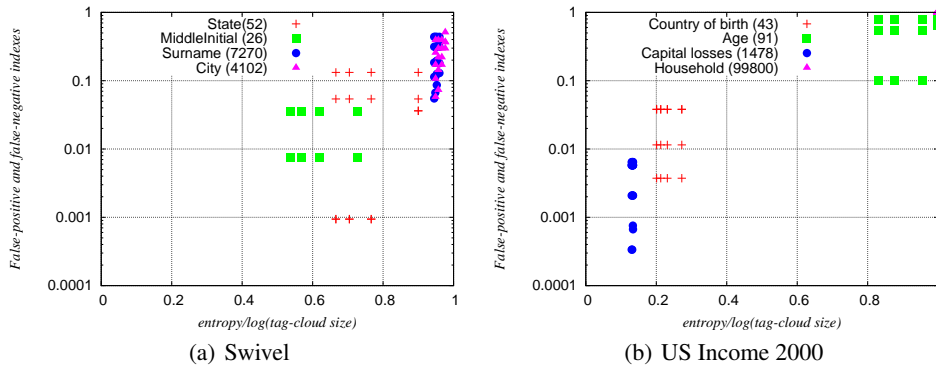 False-positive and false-negative indexes
1
0.1
0.01
0.001
0.0001
State(52)
MiddleInitial (26)
Surname (7270)
City (4102)
0 0.2 0.4 0.6 0.8 1
entropy/log(tag-cloud size)
(a) Swivel
False-positive and false-negative indexes
1
0.1
0.01
0.001
0.0001
Country of birth (43)
Age (91)
Capital losses (1478)
Household (99800)
0 0.2 0.4 0.6 0.8 1
entropy/log(tag-cloud size)
(b) US Income 2000